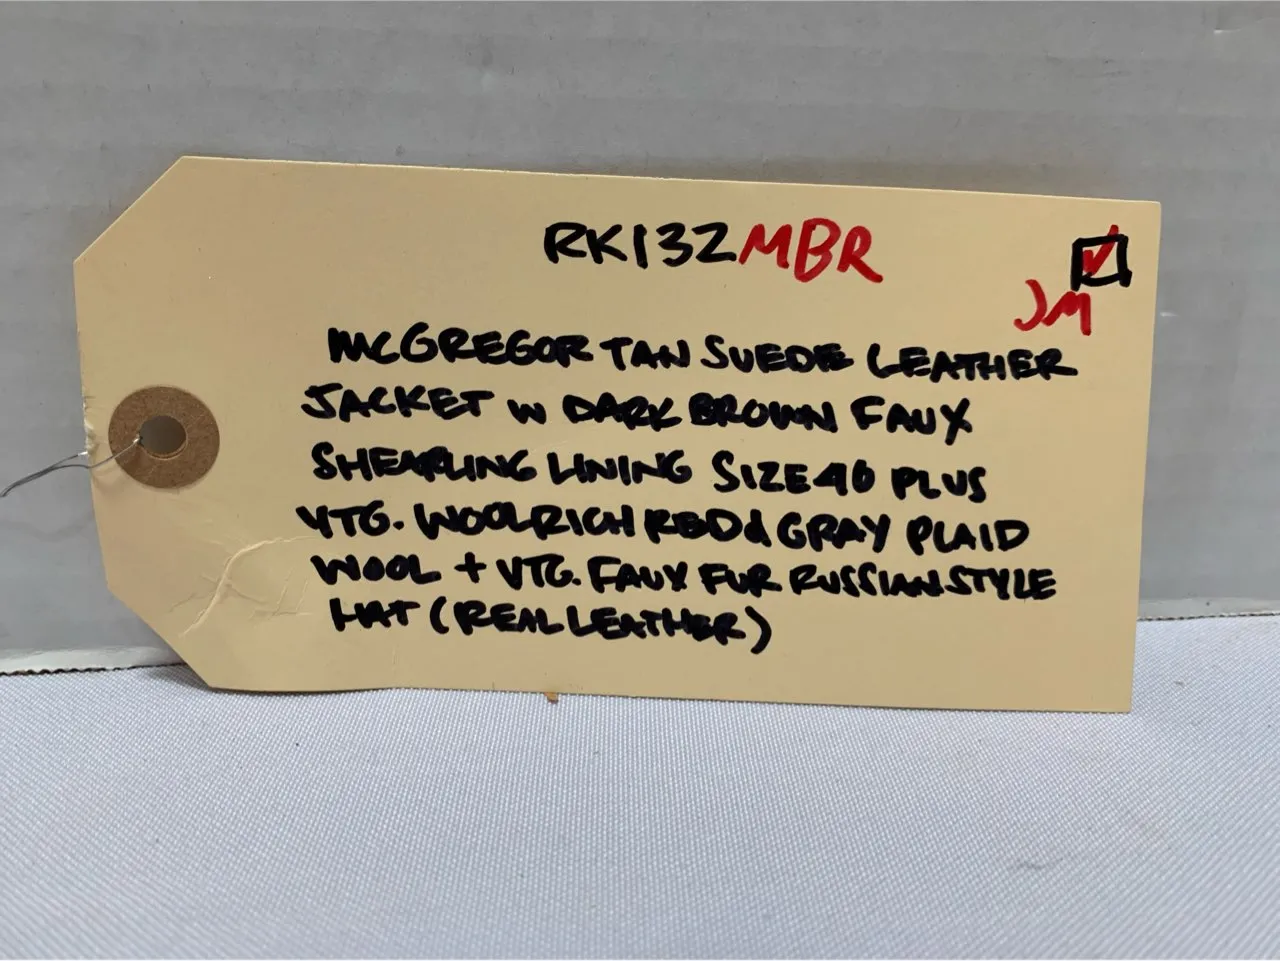 RK132MBR
JM
MCGREGOR TAN SUEDE LEATHER
JACKET W DARK BROWN FAUX
SHEARLING LINING SIZE 40 PLUS
VTG. WOOLRICH RED & GRAY PLAID
WOOL + VTG. FAUX FUR RUSSIAN STYLE
HAT (REAL LEATHER)